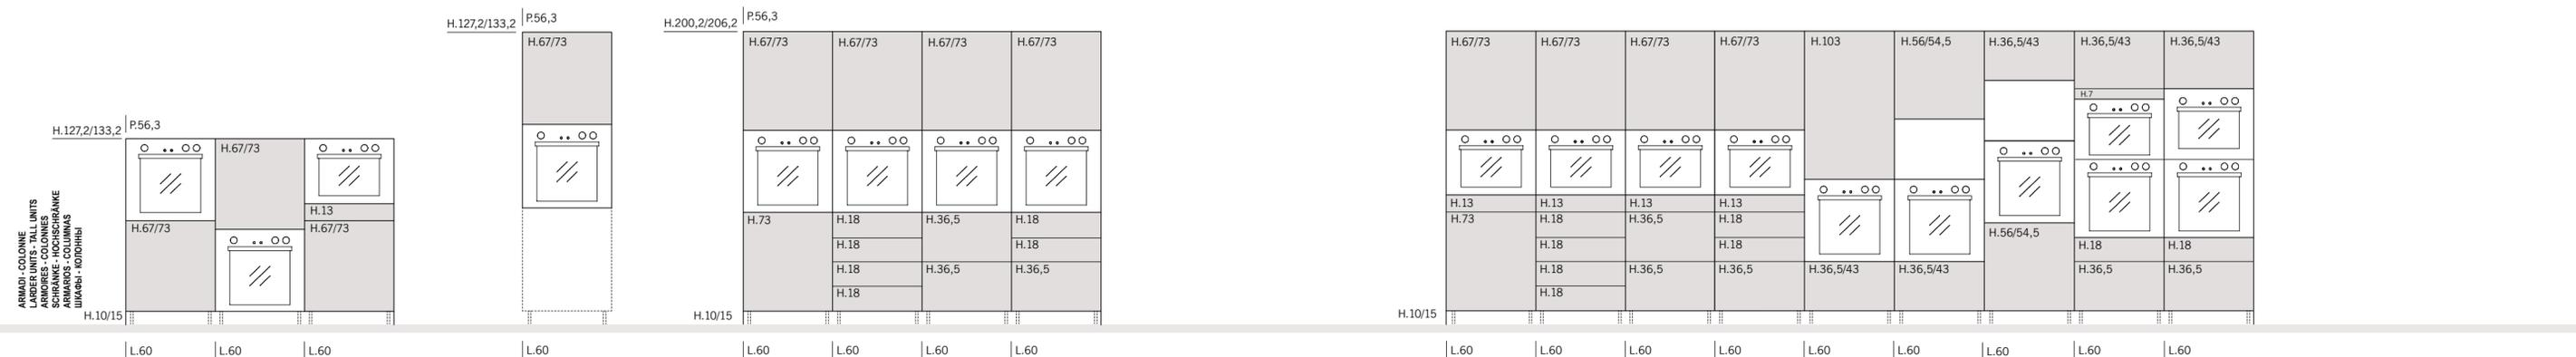 ARMADI - COLONNE
LARDER UNITS - TALL UNITS
ARMOIRES - COLONNES
SCHRÄNKE - HOCHSCHRÄNKE
ARMARIOS - COLUMNAS
ШКАФЫ - КОЛОННЫ
H.127,2/133,2
P.56,3
H.67/73
H.13
H.67/73
H.67/73
H.10/15
L.60
L.60
L.60
H.127,2/133,2
P.56,3
H.67/73
L.60
H.200,2/206,2
P.56,3
H.67/73
H.67/73
H.67/73
H.67/73
H.73
H.18
H.36,5
H.18
H.18
H.18
H.18
H.36,5
H.36,5
H.18
H.10/15
L.60
L.60
L.60
L.60
H.67/73
H.67/73
H.67/73
H.67/73
H.103
H.56/54,5
H.36,5/43
H.36,5/43
H.36,5/43
H.7
H.13
H.13
H.13
H.13
H.73
H.18
H.36,5
H.18
H.56/54,5
H.18
H.18
H.18
H.18
H.18
H.36,5
H.36,5
H.36,5/43
H.36,5/43
H.36,5
H.36,5
H.18
H.10/15
L.60
L.60
L.60
L.60
L.60
L.60
L.60
L.60
L.60